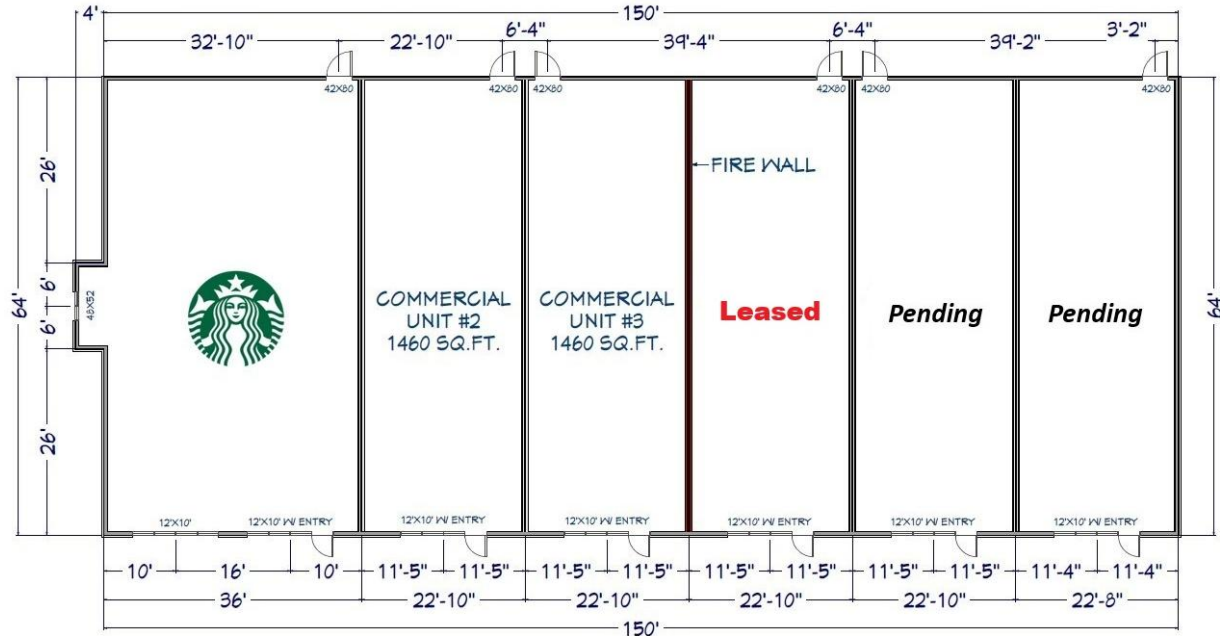 4' 150'
32'-10" 22'-10" 6'-4" 39'-4" 6'-4" 39'-2" 3'-2"
42X80 42X80 42X80 42X80 42X80 42X80
26'
FIRE WALL
64'
6'
6'
48X52
COMMERCIAL
UNIT #2
1460 SQ.FT.
COMMERCIAL
UNIT #3
1460 SQ.FT.
Leased
Pending
Pending
64'
26'
12'X10' 12'X10' W/ ENTRY 12'X10' W/ ENTRY 12'X10' W/ ENTRY 12'X10' W/ ENTRY 12'X10' W/ ENTRY 12'X10' W/ ENTRY
10' 16' 10' 11'-5" 11'-5" 11'-5" 11'-5" 11'-5" 11'-5" 11'-5" 11'-5" 11'-4" 11'-4"
36' 22'-10" 22'-10" 22'-10" 22'-10" 22'-8"
150'